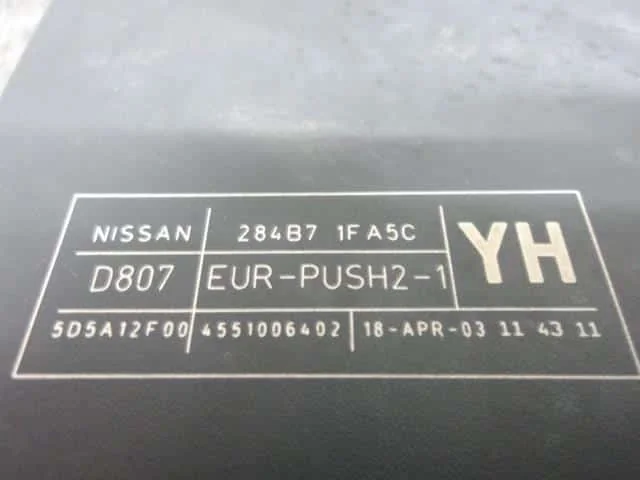 NISSAN 284B7 1FA5C YH
D807 EUR-PUSH2-1
5D5A12F00 4551006402 18-APR-03 11 43 11